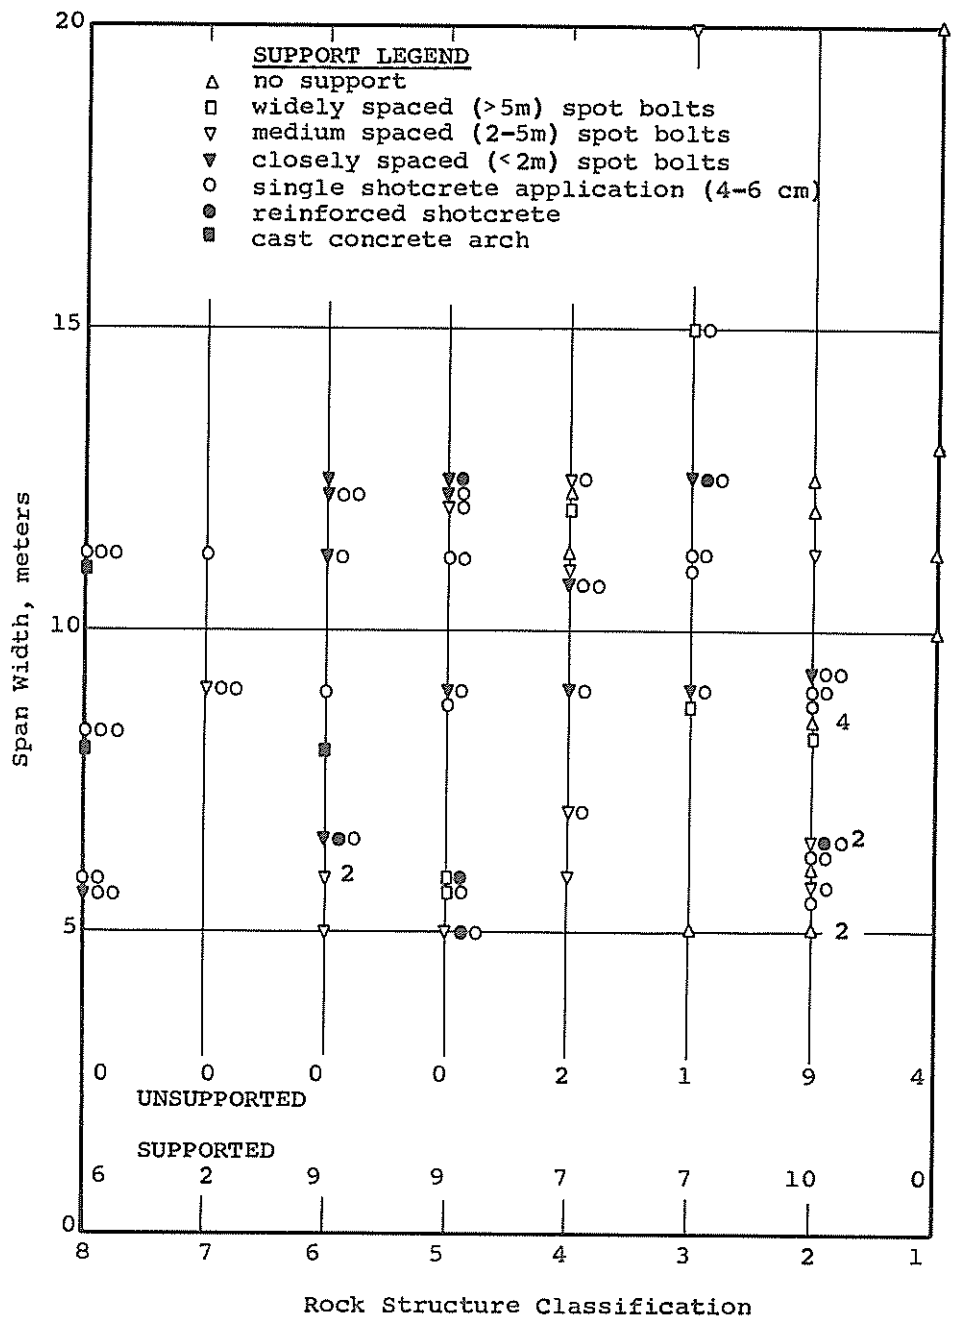 20
SUPPORT LEGEND
no support
widely spaced (>5m) spot bolts
medium spaced (2-5m) spot bolts
closely spaced (<2m) spot bolts
single shotcrete application (4-6 cm)
reinforced shotcrete
cast concrete arch
15
Span Width, meters
10
4
2
2
5
2
0 0 0 0 2 1 9 4
UNSUPPORTED
SUPPORTED
6 2 9 9 7 7 10 0
0
8 7 6 5 4 3 2 1
Rock Structure Classification